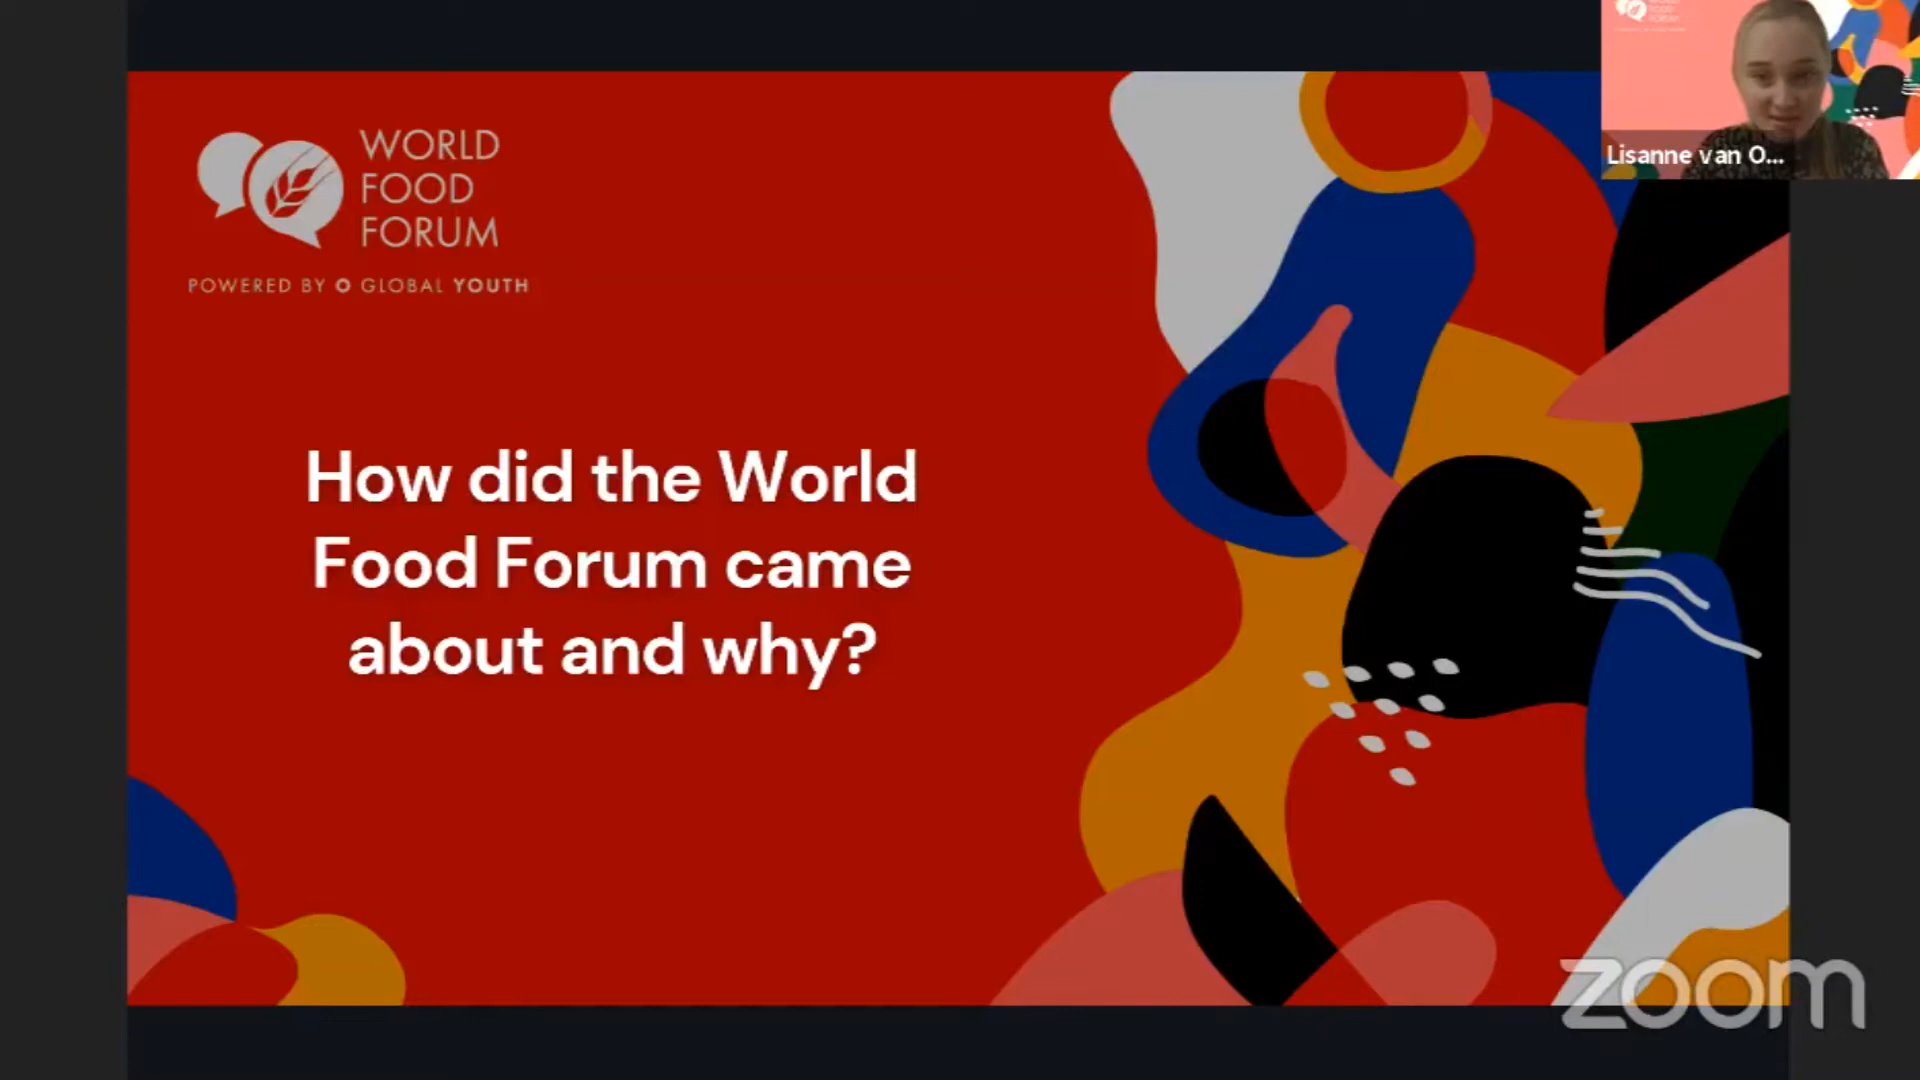 WORLD
FOOD
FORUM
POWERED BY O GLOBAL YOUTH
How did the World
Food Forum came
about and why?
Lisanne van O...
zoom